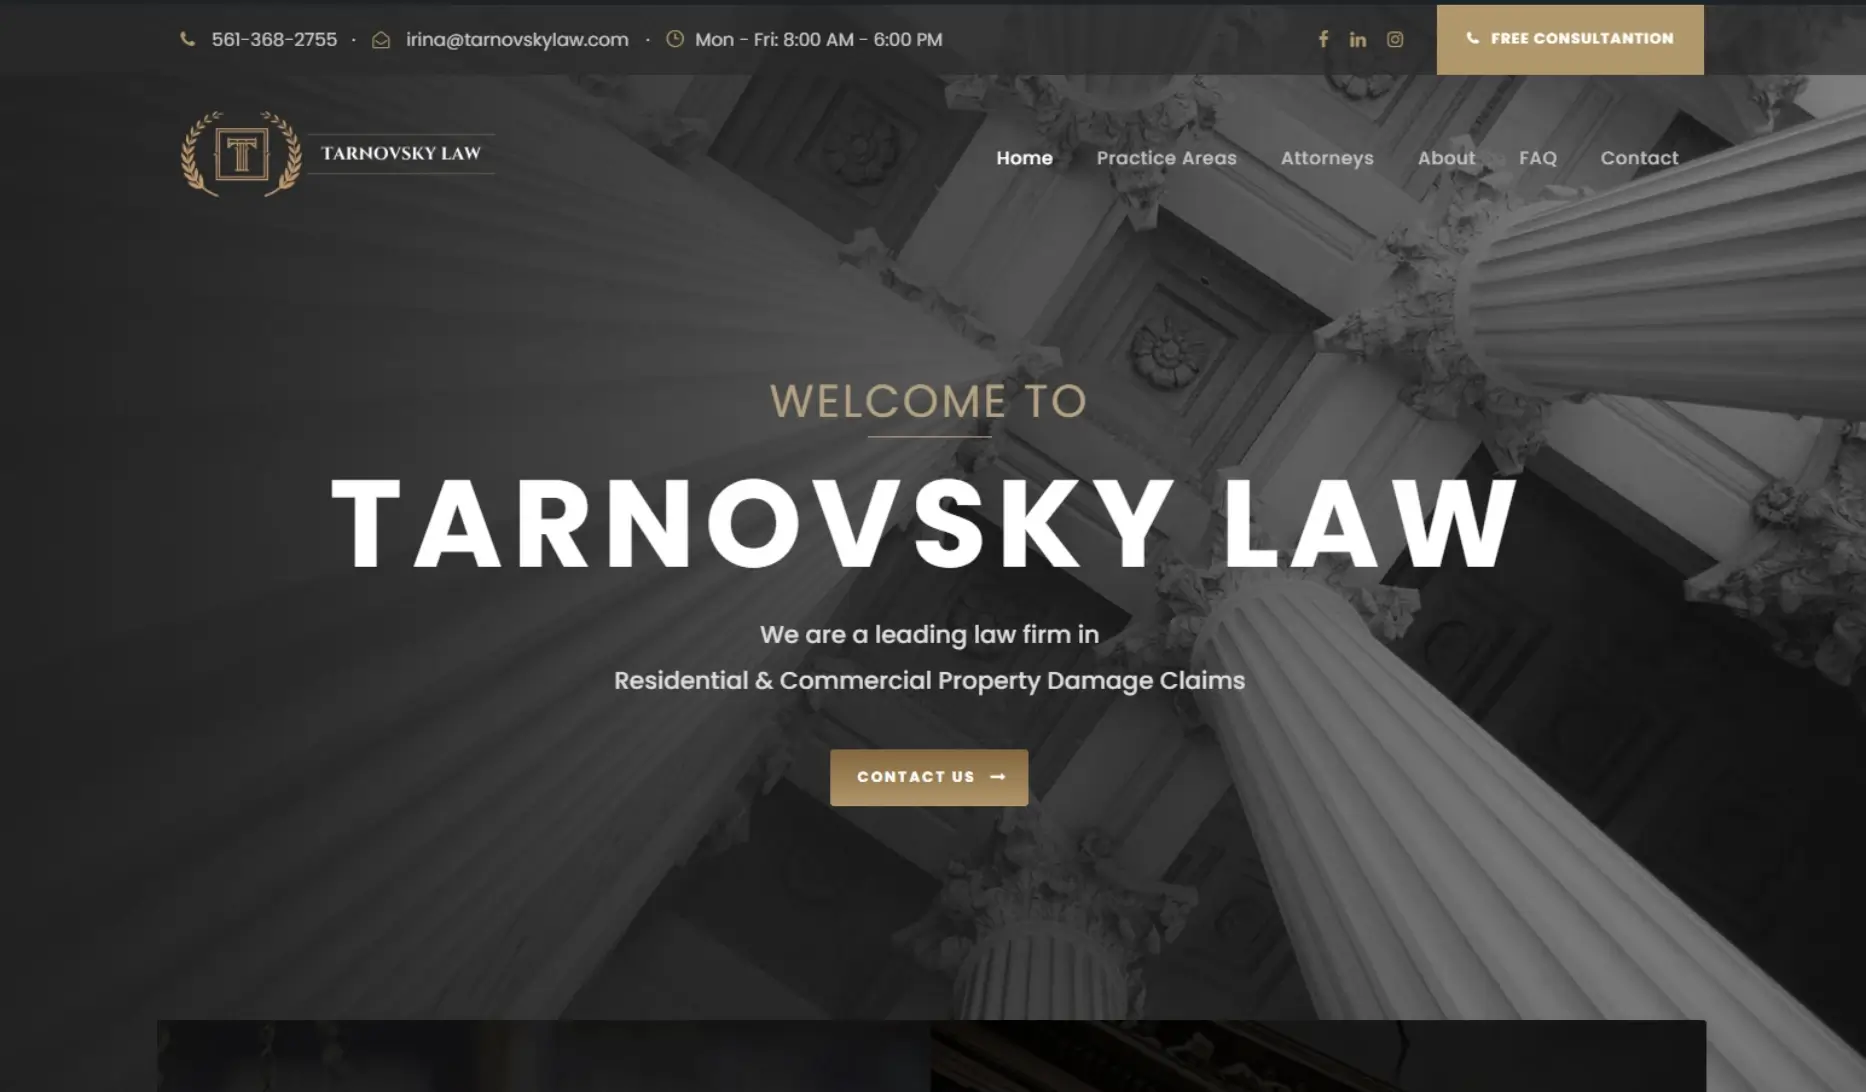 561-368-2755 · irina@tarnovskylaw.com · Mon - Fri: 8:00 AM - 6:00 PM
FREE CONSULTANTION
T TARNOVSKY LAW
Home Practice Areas Attorneys About FAQ Contact
WELCOME TO
TARNOVSKY LAW
We are a leading law firm in
Residential & Commercial Property Damage Claims
CONTACT US →